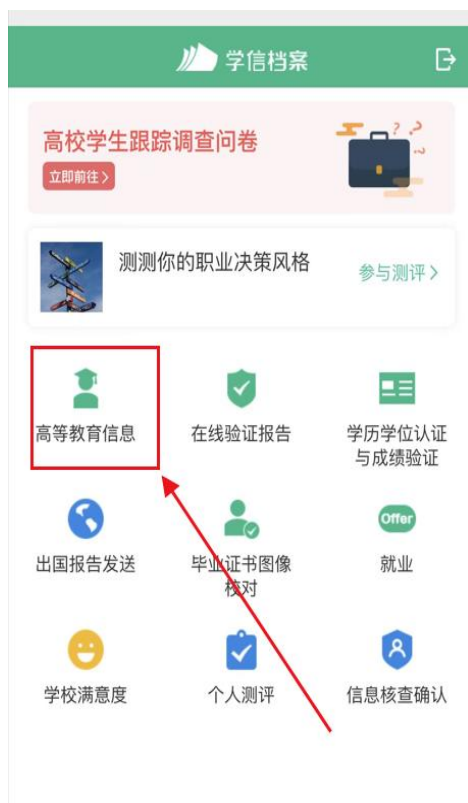 学信档案
高校学生跟踪调查问卷
立即前往>
? ? ?
测测你的职业决策风格
参与测评>
高等教育信息
在线验证报告
学历学位认证
与成绩验证
Offer
出国报告发送
毕业证书图像
校对
就业
学校满意度
个人测评
信息核查确认